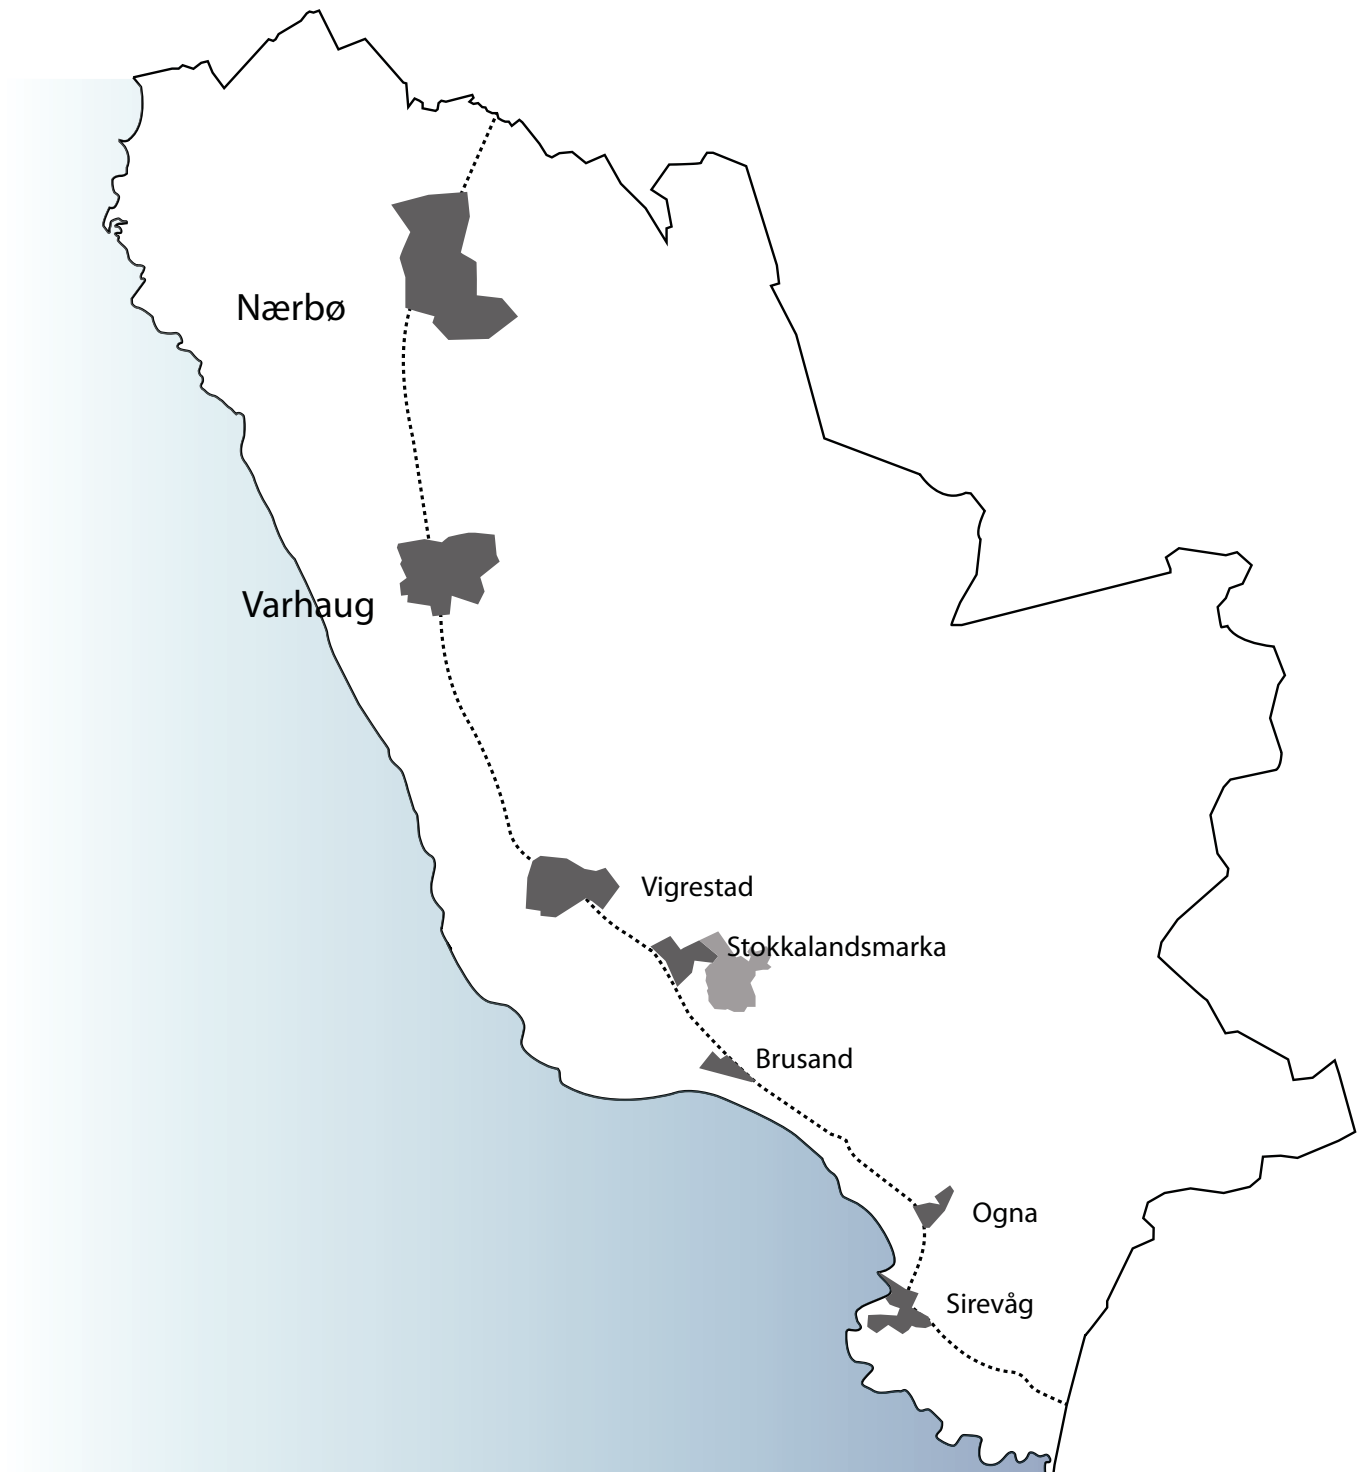 Nærbø
Varhaug
Vigrestad
Stokkalandsmarka
Brusand
Ogna
Sirevåg